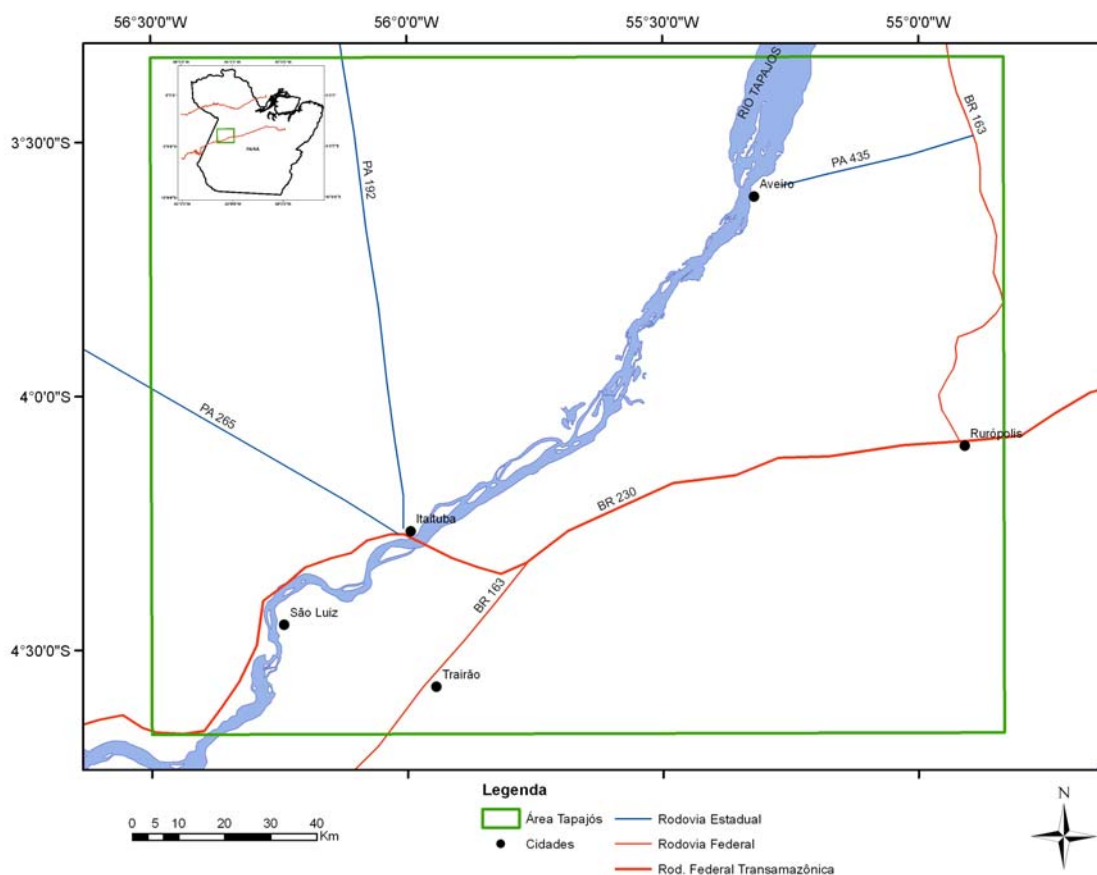 56°30'0"W
56°0'0"W
55°30'0"W
55°0'0"W
3°30'0"S
4°0'0"S
4°30'0"S
RIO TAPAJOS
BR 163
PA 192
PA 435
Aveiro
PA 265
Rurópolis
BR 230
Itaituba
BR 163
São Luiz
Trairão
Legenda
Área Tapajós
Cidades
Rodovia Estadual
Rodovia Federal
Rod. Federal Transamazônica
0 5 10 20 30 40
Km
N